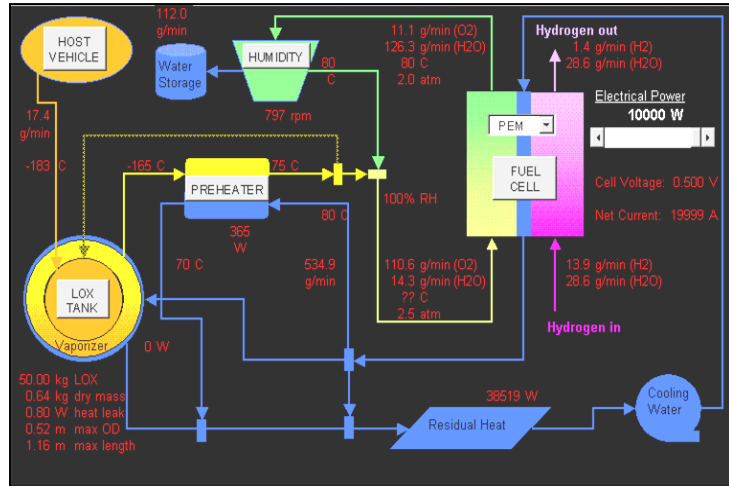 112.0
g/min
HOST
VEHICLE
Water
Storage
HUMIDITY
80
C
797 rpm
11.1 g/min (O2)
126.3 g/min (H2O)
80 C
2.0 atm
Hydrogen out
1.4 g/min (H2)
28.6 g/min (H2O)
Electrical Power
10000 W
PEM
FUEL
CELL
Cell Voltage: 0.500 V
Net Current: 19999 A
17.4
g/min
-183 C
-165 C
75 C
PREHEATER
100% RH
365
W
80 C
70 C
534.9
g/min
110.6 g/min (O2)
14.3 g/min (H2O)
?? C
2.5 atm
13.9 g/min (H2)
28.6 g/min (H2O)
Hydrogen in
LOX
TANK
Vaporizer
0 W
50.00 kg LOX
0.64 kg dry mass
0.80 W heat leak
0.52 m max OD
1.16 m max length
38519 W
Residual Heat
Cooling
Water